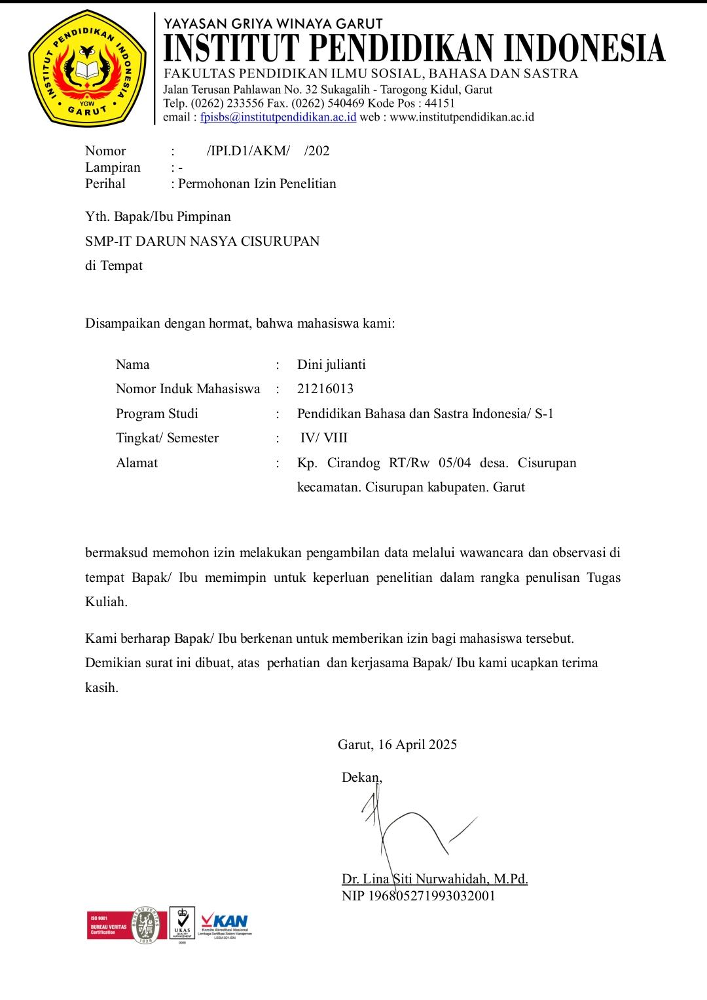 INSTITUT PENDIDIKAN INDONESIA
YGW
GARUT
YAYASAN GRIYA WINAYA GARUT
INSTITUT PENDIDIKAN INDONESIA
FAKULTAS PENDIDIKAN ILMU SOSIAL, BAHASA DAN SASTRA
Jalan Terusan Pahlawan No. 32 Sukagalih - Tarogong Kidul, Garut
Telp. (0262) 233556 Fax. (0262) 540469 Kode Pos : 44151
email : fpisbs@institutpendidikan.ac.id web : www.institutpendidikan.ac.id
Nomor : /IPI.D1/AKM/ /202
Lampiran : -
Perihal : Permohonan Izin Penelitian
Yth. Bapak/Ibu Pimpinan
SMP-IT DARUN NASYA CISURUPAN
di Tempat
Disampaikan dengan hormat, bahwa mahasiswa kami:
Nama : Dini julianti
Nomor Induk Mahasiswa : 21216013
Program Studi : Pendidikan Bahasa dan Sastra Indonesia/ S-1
Tingkat/ Semester : IV/ VIII
Alamat : Kp. Cirandog RT/Rw 05/04 desa. Cisurupan
kecamatan. Cisurupan kabupaten. Garut
bermaksud memohon izin melakukan pengambilan data melalui wawancara dan observasi di
tempat Bapak/ Ibu memimpin untuk keperluan penelitian dalam rangka penulisan Tugas
Kuliah.
Kami berharap Bapak/ Ibu berkenan untuk memberikan izin bagi mahasiswa tersebut.
Demikian surat ini dibuat, atas perhatian dan kerjasama Bapak/ Ibu kami ucapkan terima
kasih.
Garut, 16 April 2025
Dekan,
Dr. Lina Siti Nurwahidah, M.Pd.
NIP 196805271993032001
ISO 9001
BUREAU VERITAS
Certification
BUREAU VERITAS
1828
UKAS
QUALITY
MANAGEMENT
0008
KAN
Komite Akreditasi Nasional
Lembaga Sertifikasi Sistem Manajemen
LSSM-021-IDN